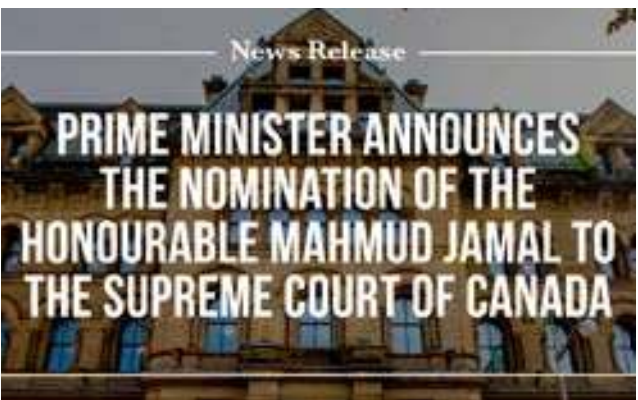 News Release
PRIME MINISTER ANNOUNCES
THE NOMINATION OF THE
HONOURABLE MAHMUD JAMAL TO
THE SUPREME COURT OF CANADA